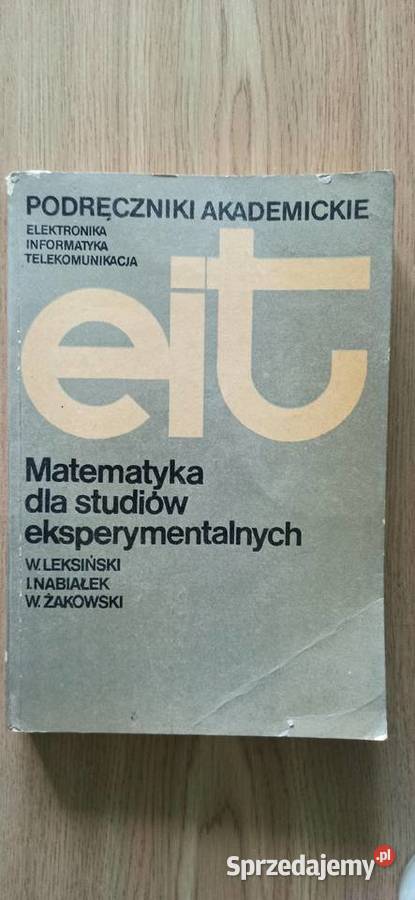 PODRĘCZNIKI AKADEMICKIE
ELEKTRONIKA
INFORMATYKA
TELEKOMUNIKACJA
eit
Matematyka
dla studiów
eksperymentalnych
W. LEKSIŃSKI
I. NABIAŁEK
W. ŻAKOWSKI
Sprzedajemy.pl